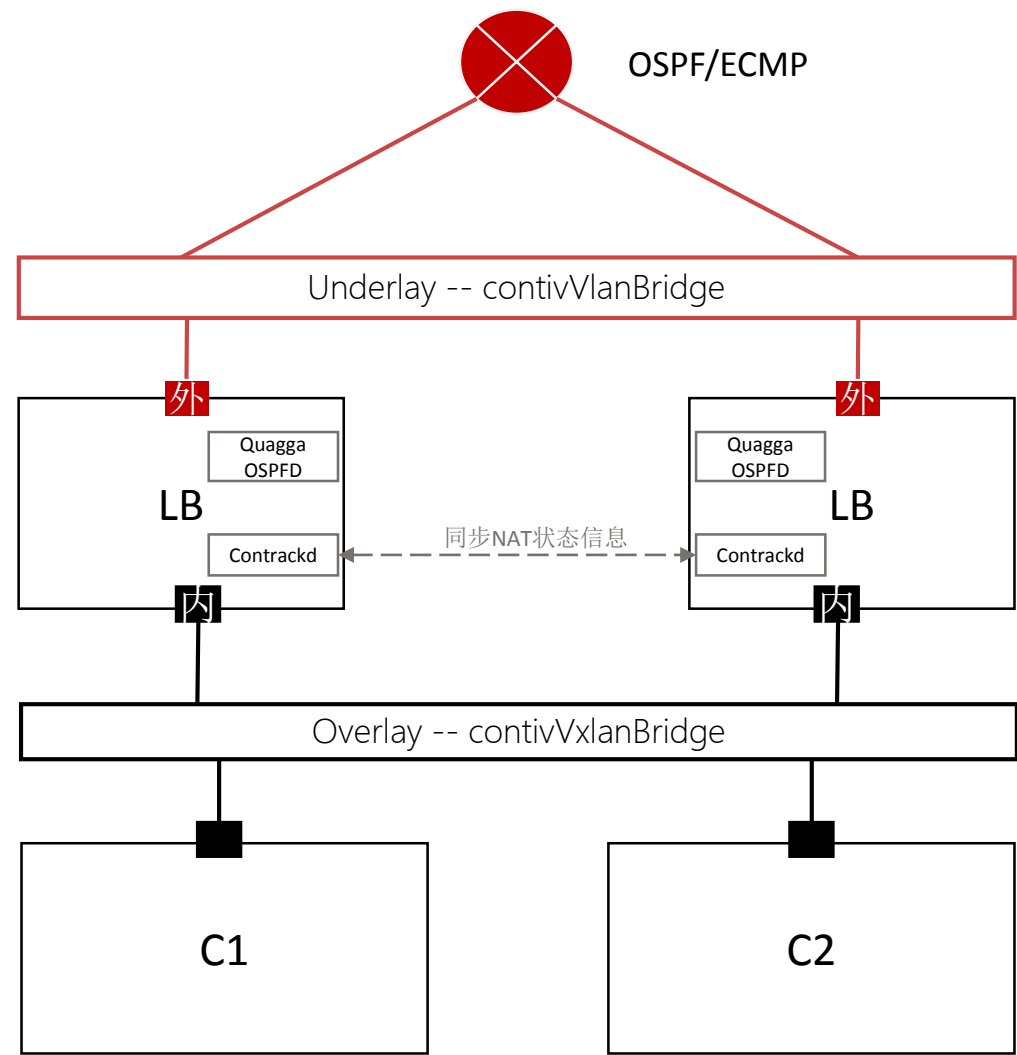 OSPF/ECMP
Underlay -- contivVlanBridge
外
外
Quagga
OSPFD
Quagga
OSPFD
LB
LB
同步NAT状态信息
Contrackd
Contrackd
内
内
Overlay -- contivVxlanBridge
C1
C2